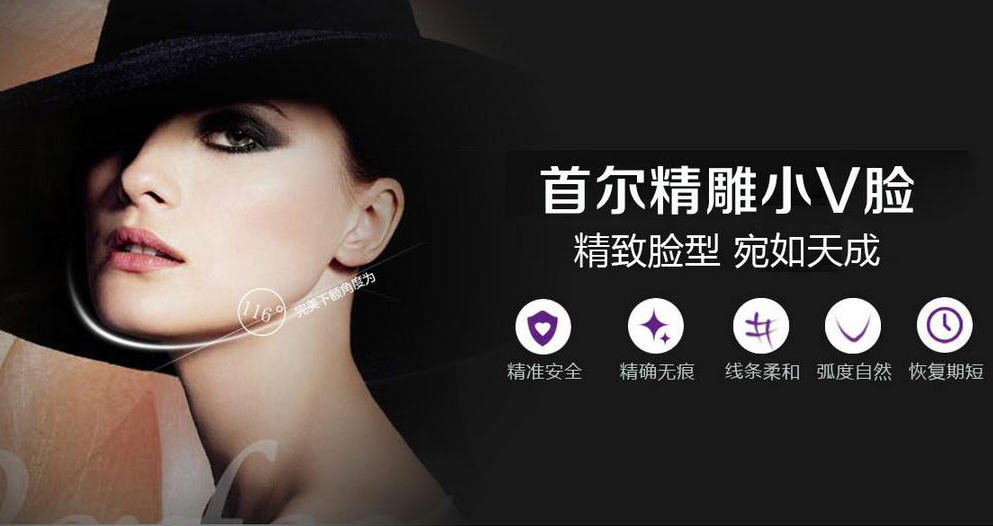 首尔精雕小V脸
精致脸型 宛如天成
116°
完美下颌角度为
精准安全
精确无痕
线条柔和
弧度自然
恢复期短